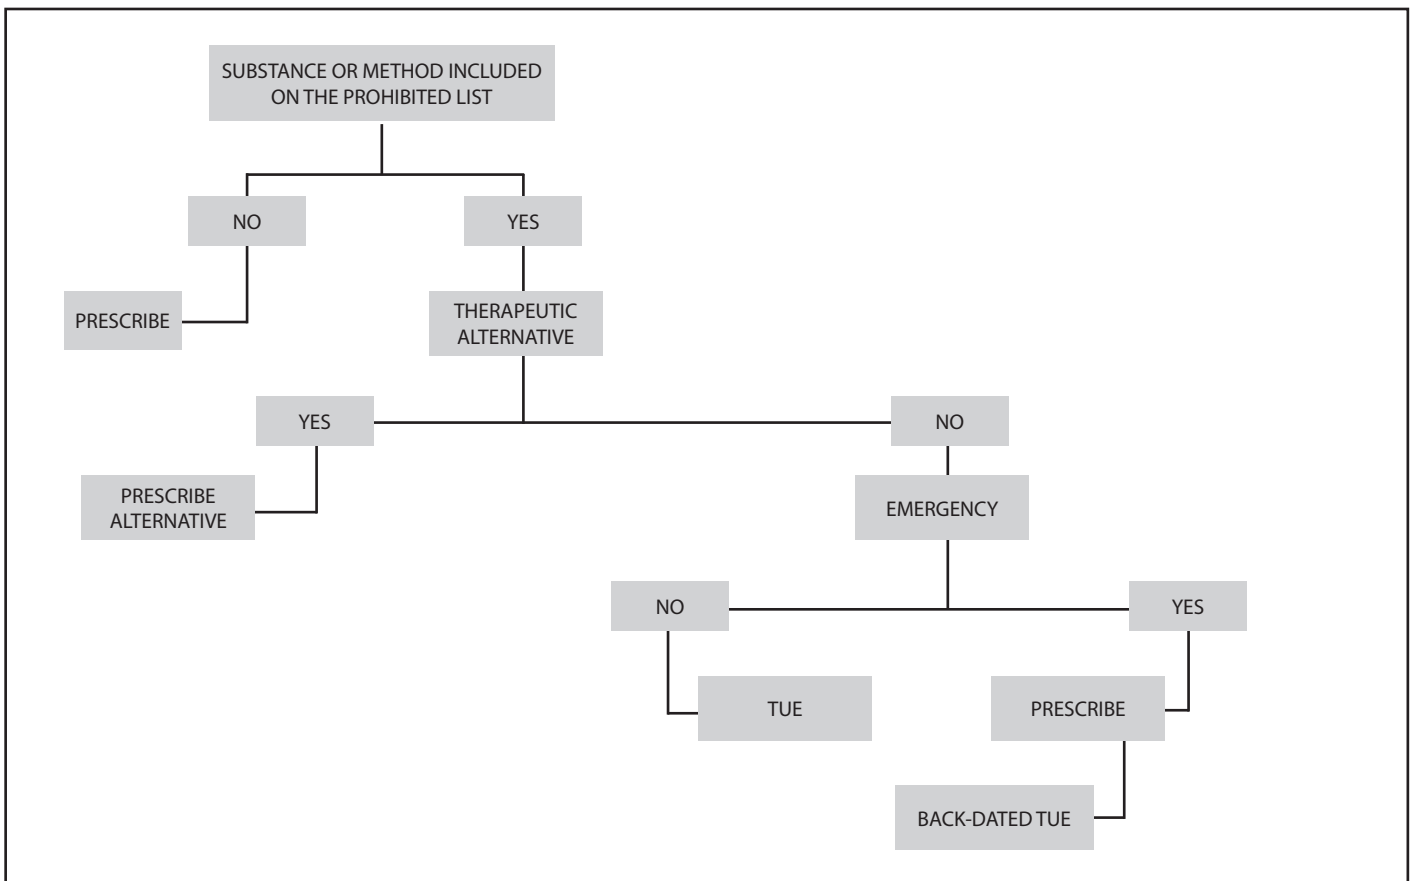 SUBSTANCE OR METHOD INCLUDED
ON THE PROHIBITED LIST
NO
YES
PRESCRIBE
THERAPEUTIC
ALTERNATIVE
YES
NO
PRESCRIBE
ALTERNATIVE
EMERGENCY
NO
YES
TUE
PRESCRIBE
BACK-DATED TUE